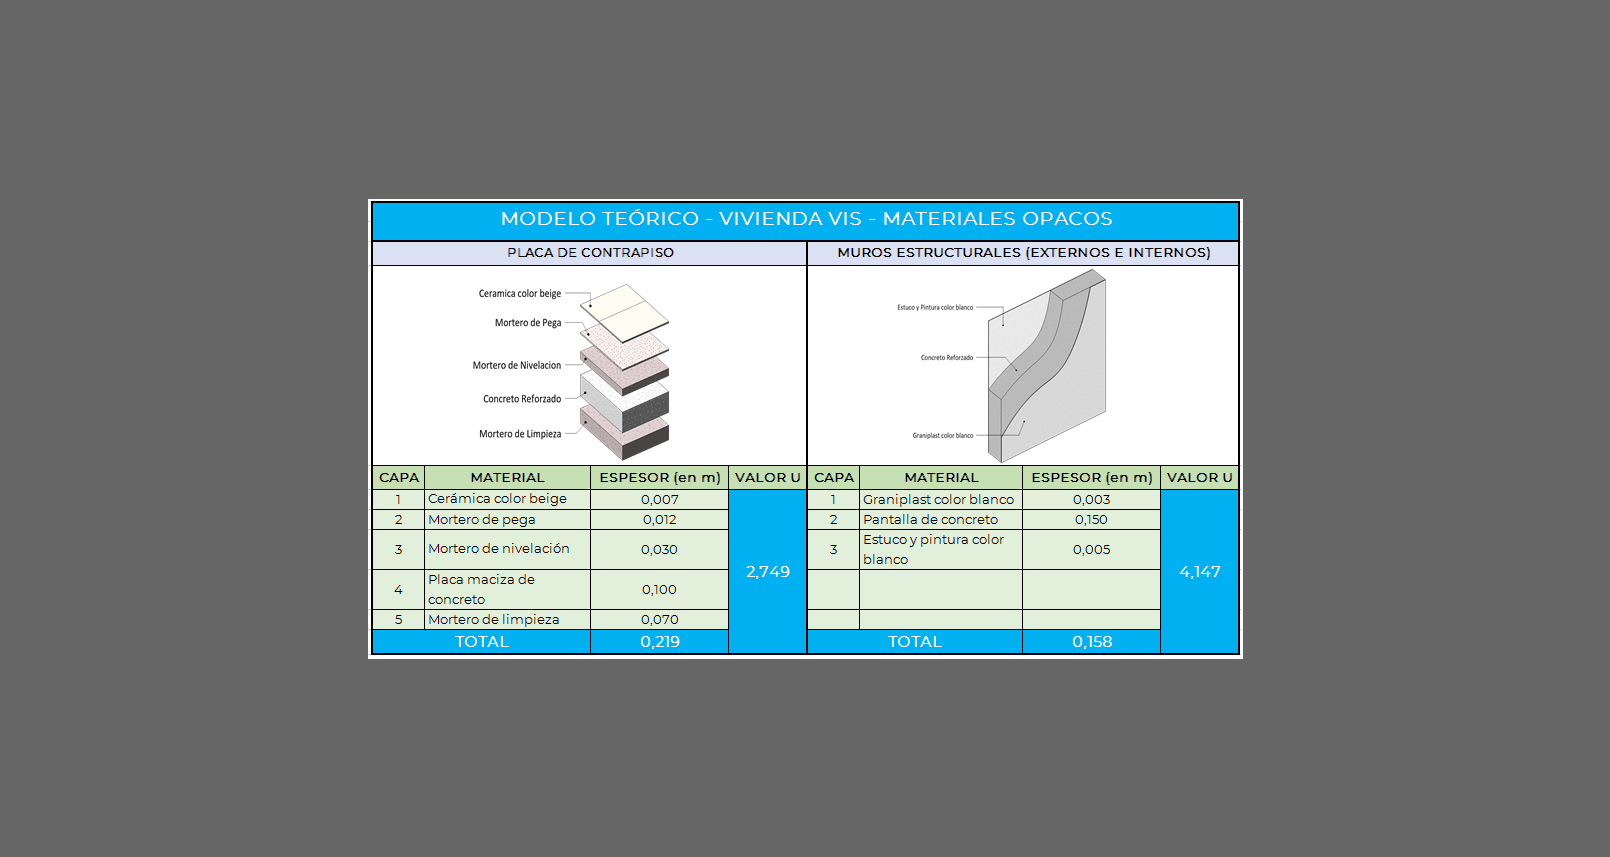 MODELO TEÓRICO - VIVIENDA VIS - MATERIALES OPACOS
PLACA DE CONTRAPISO
Ceramica color beige
Mortero de Pega
Mortero de Nivelacion
Concreto Reforzado
Mortero de Limpieza
CAPA MATERIAL ESPESOR (en m) VALOR U
1 Cerámica color beige 0,007
2 Mortero de pega 0,012
3 Mortero de nivelación 0,030
4 Placa maciza de
concreto 0,100
5 Mortero de limpieza 0,070
2,749
TOTAL 0,219
MUROS ESTRUCTURALES (EXTERNOS E INTERNOS)
Estuco y Pintura color blanco
Concreto Reforzado
Graniplast color blanco
CAPA MATERIAL ESPESOR (en m) VALOR U
1 Graniplast color blanco 0,003
2 Pantalla de concreto 0,150
3 Estuco y pintura color
blanco 0,005
4,147
TOTAL 0,158